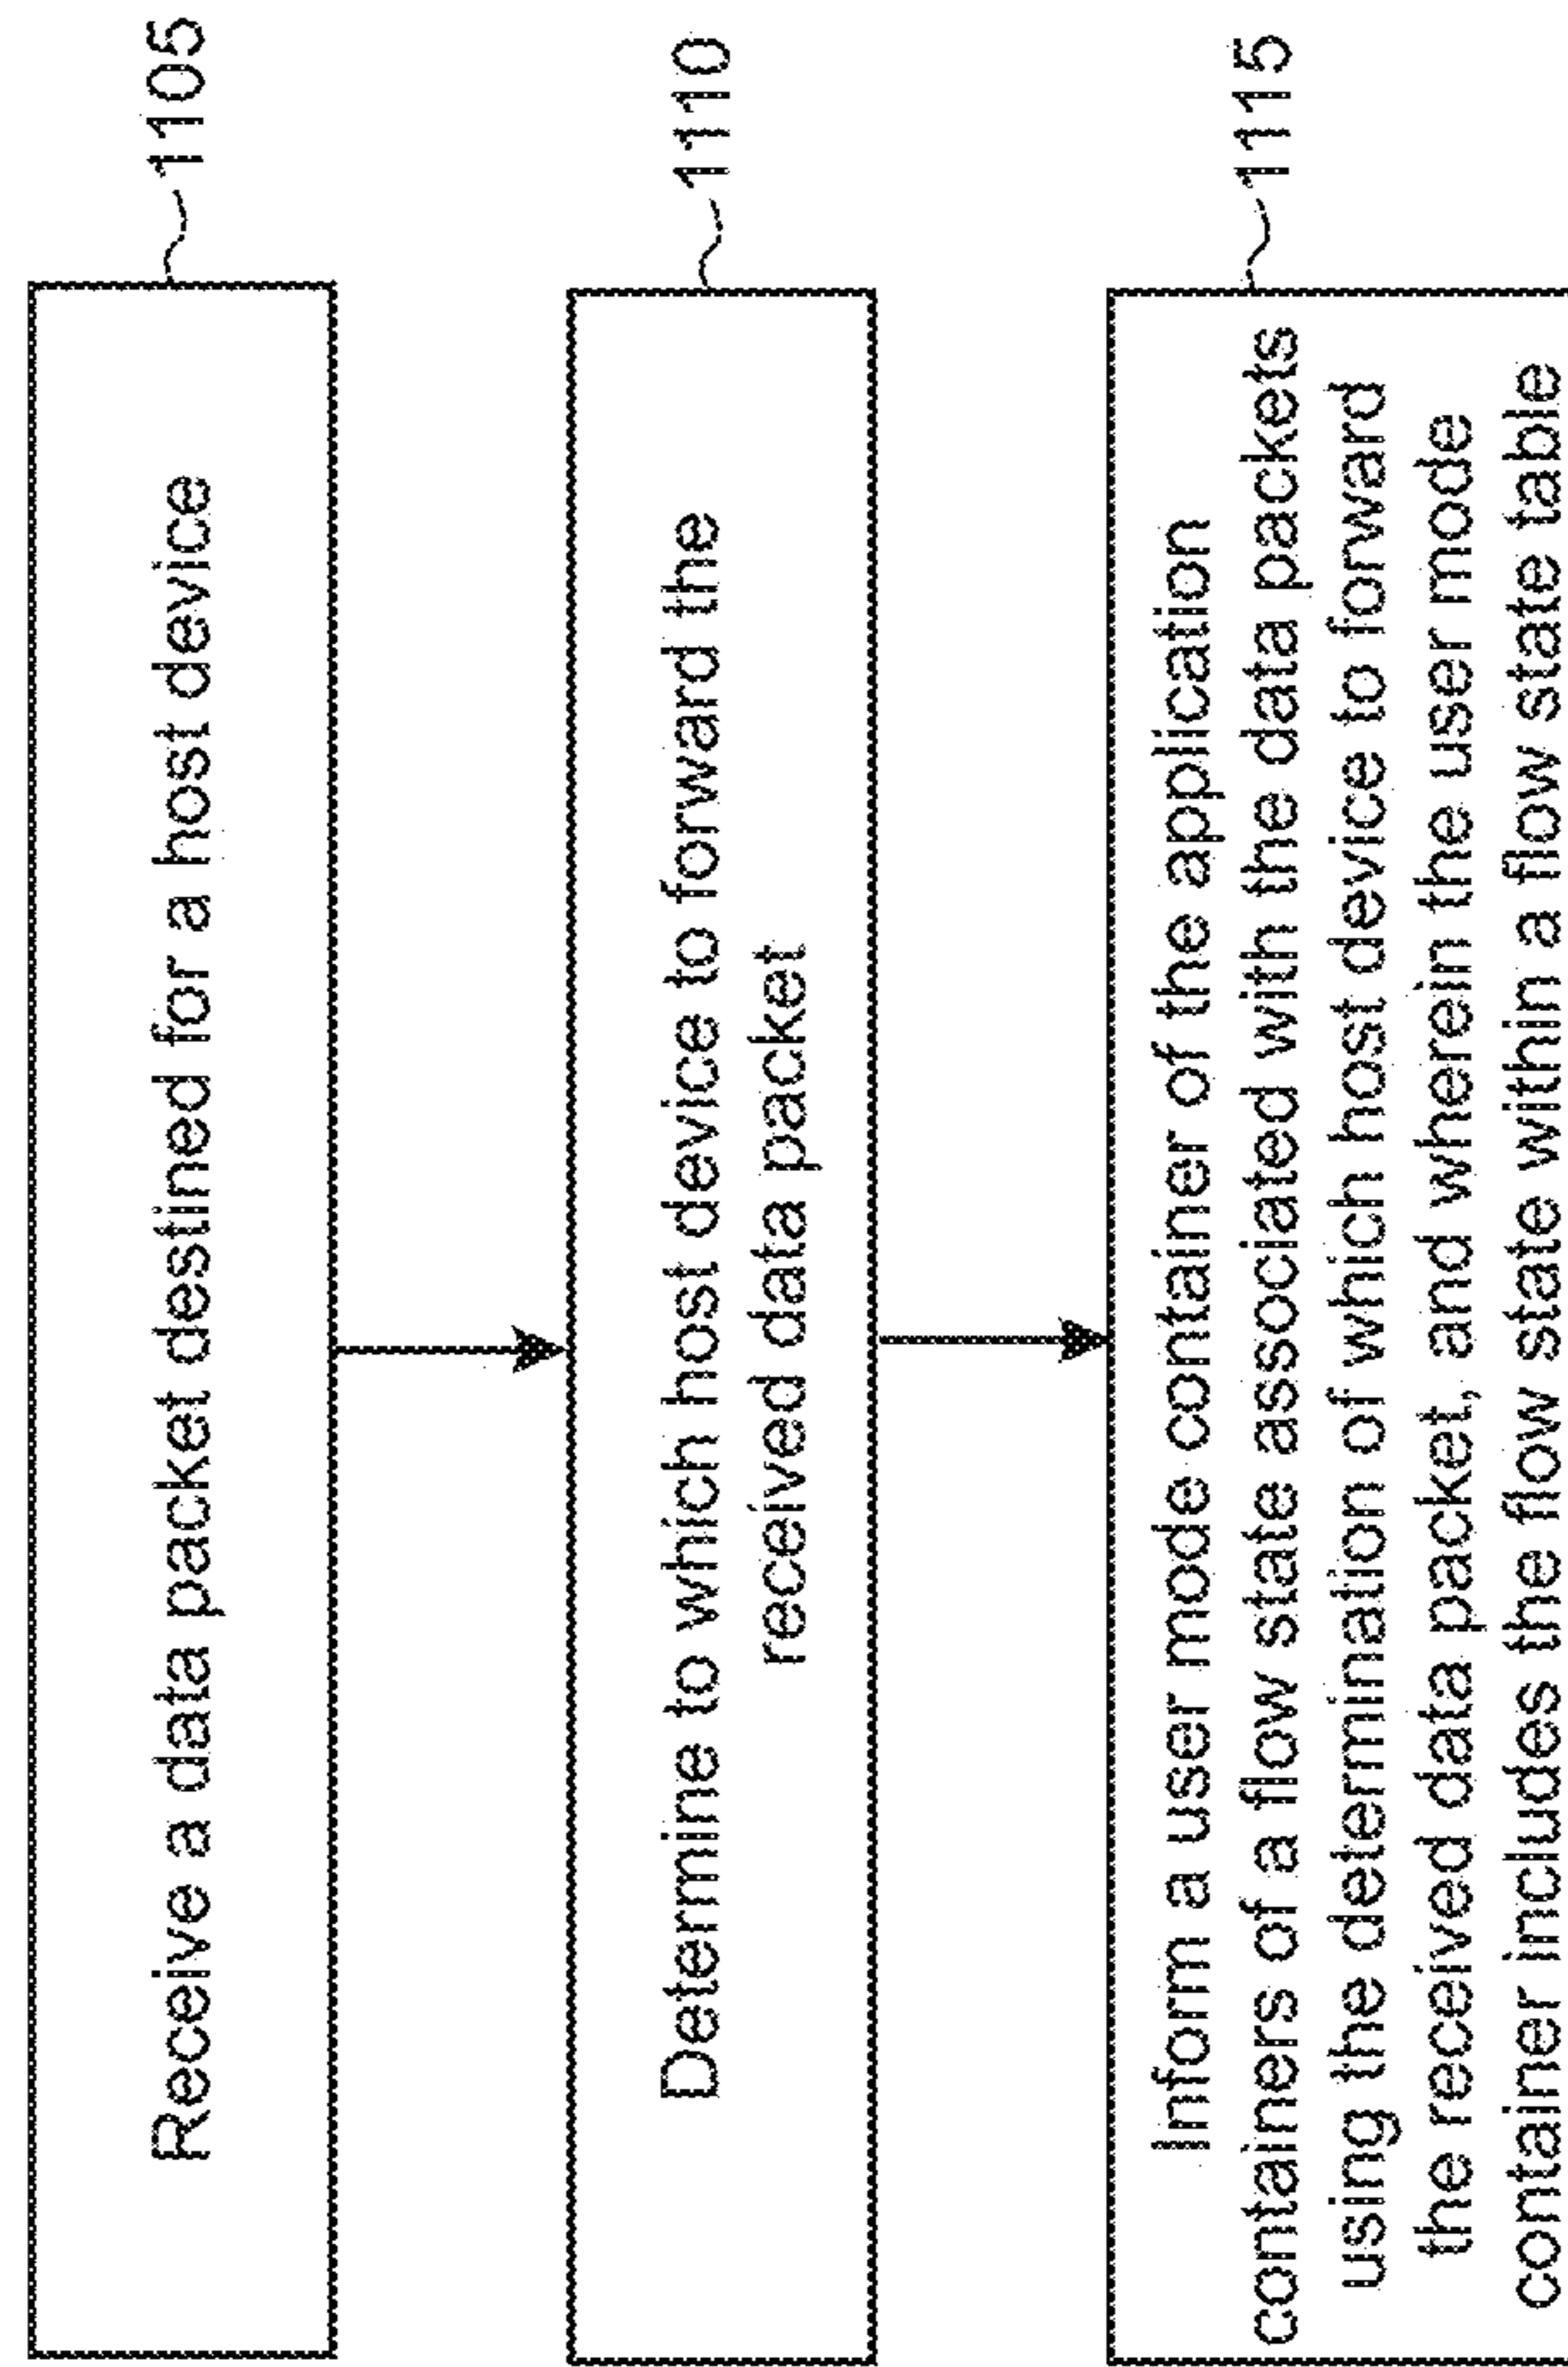 Receive a data packet destined for a host device
1105
Determine to which host device to forward the
received data packet
1110
Inform a user mode container of the application
containers of a flow state associated with the data packets
using the determination of which host device to forward
the received data packet, and wherein the user mode
container includes the flow state within a flow state table
1115